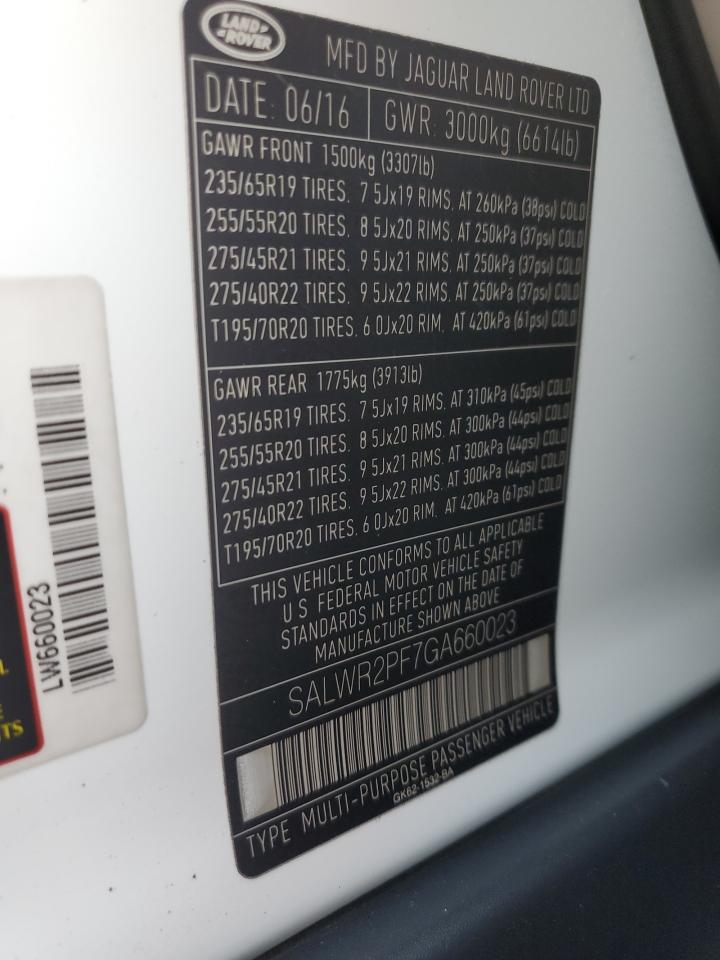 LAND
ROVER
MFD BY JAGUAR LAND ROVER LTD
DATE: 06/16 GWR: 3000kg (6614lb)
GAWR FRONT 1500kg (3307lb)
235/65R19 TIRES. 7 5Jx19 RIMS. AT 260kPa (38psi) COLD
255/55R20 TIRES. 8 5Jx20 RIMS. AT 250kPa (37psi) COLD
275/45R21 TIRES. 9 5Jx21 RIMS. AT 250kPa (37psi) COLD
275/40R22 TIRES. 9 5Jx22 RIMS. AT 250kPa (37psi) COLD
T195/70R20 TIRES. 6 0Jx20 RIM. AT 420kPa (61psi) COLD
GAWR REAR 1775kg (3913lb)
235/65R19 TIRES. 7 5Jx19 RIMS. AT 310kPa (45psi) COLD
255/55R20 TIRES. 8 5Jx20 RIMS. AT 300kPa (44psi) COLD
275/45R21 TIRES. 9 5Jx21 RIMS. AT 300kPa (44psi) COLD
275/40R22 TIRES. 9 5Jx22 RIMS. AT 300kPa (44psi) COLD
T195/70R20 TIRES. 6 0Jx20 RIM. AT 420kPa (61psi) COLD
THIS VEHICLE CONFORMS TO ALL APPLICABLE
U S FEDERAL MOTOR VEHICLE SAFETY
STANDARDS IN EFFECT ON THE DATE OF
MANUFACTURE SHOWN ABOVE
SALWR2PF7GA660023
TYPE MULTI-PURPOSE PASSENGER VEHICLE
GK62-1532-BA
LW660023